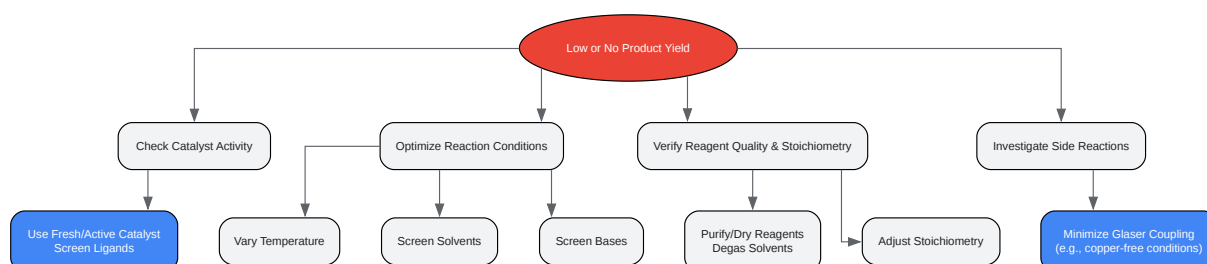 Low or No Product Yield
Check Catalyst Activity
Optimize Reaction Conditions
Verify Reagent Quality & Stoichiometry
Investigate Side Reactions
Use Fresh/Active Catalyst
Screen Ligands
Vary Temperature
Screen Solvents
Screen Bases
Purify/Dry Reagents
Degas Solvents
Adjust Stoichiometry
Minimize Glaser Coupling
(e.g., copper-free conditions)